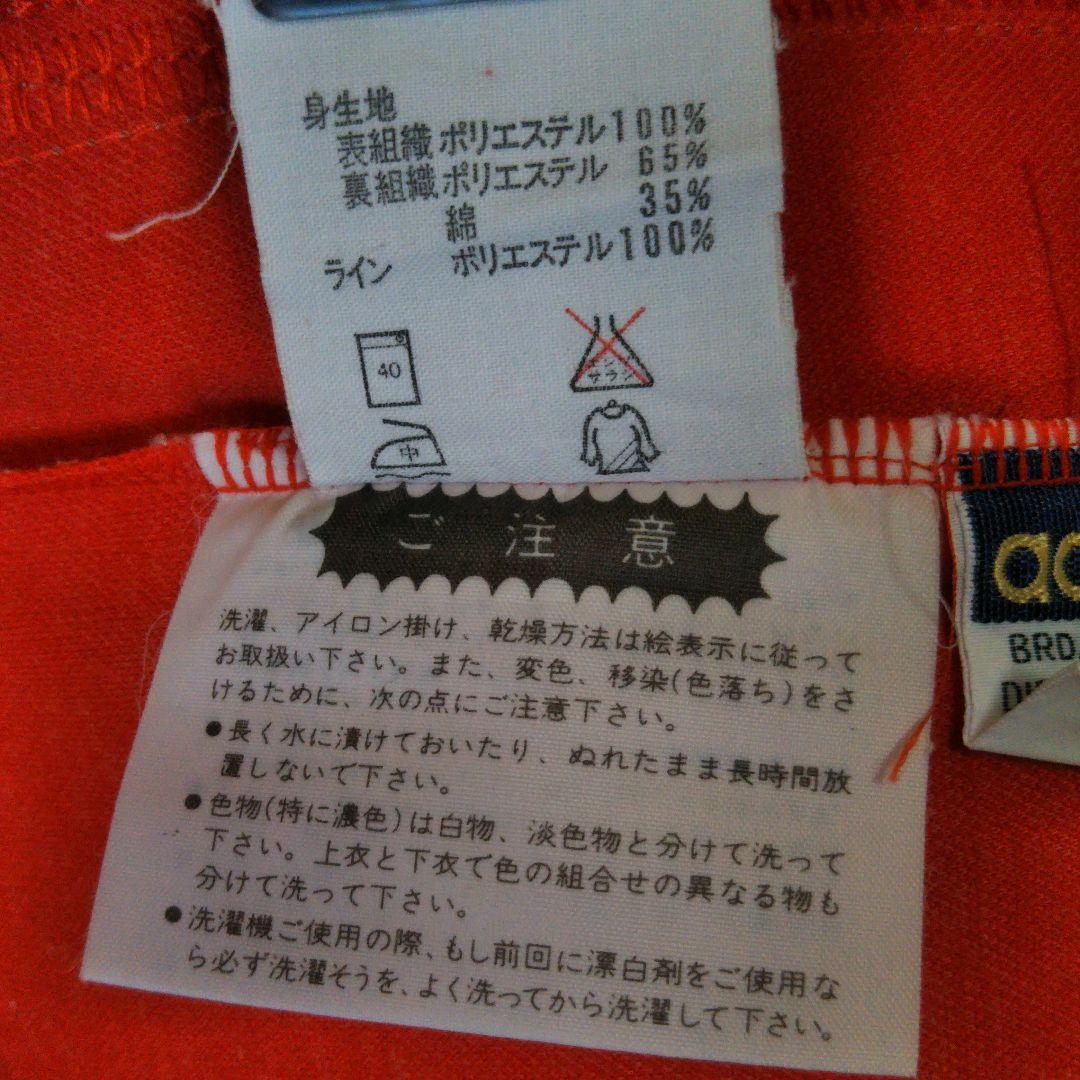 身生地
表組織 ポリエステル 100%
裏組織 ポリエステル 65%
綿 35%
ライン ポリエステル 100%
40
エンソ
サラシ
中
ご注意
洗濯、アイロン掛け、乾燥方法は絵表示に従って
お取扱い下さい。また、変色、移染(色落ち)をさ
けるために、次の点にご注意下さい。
●長く水に漬けておいたり、ぬれたまま長時間放
置しないで下さい。
●色物(特に濃色)は白物、淡色物と分けて洗って
下さい。上衣と下衣で色の組合せの異なる物も
分けて洗って下さい。
●洗濯機ご使用の際、もし前回に漂白剤をご使用な
ら必ず洗濯そうを、よく洗ってから洗濯して下さい。
BRD.